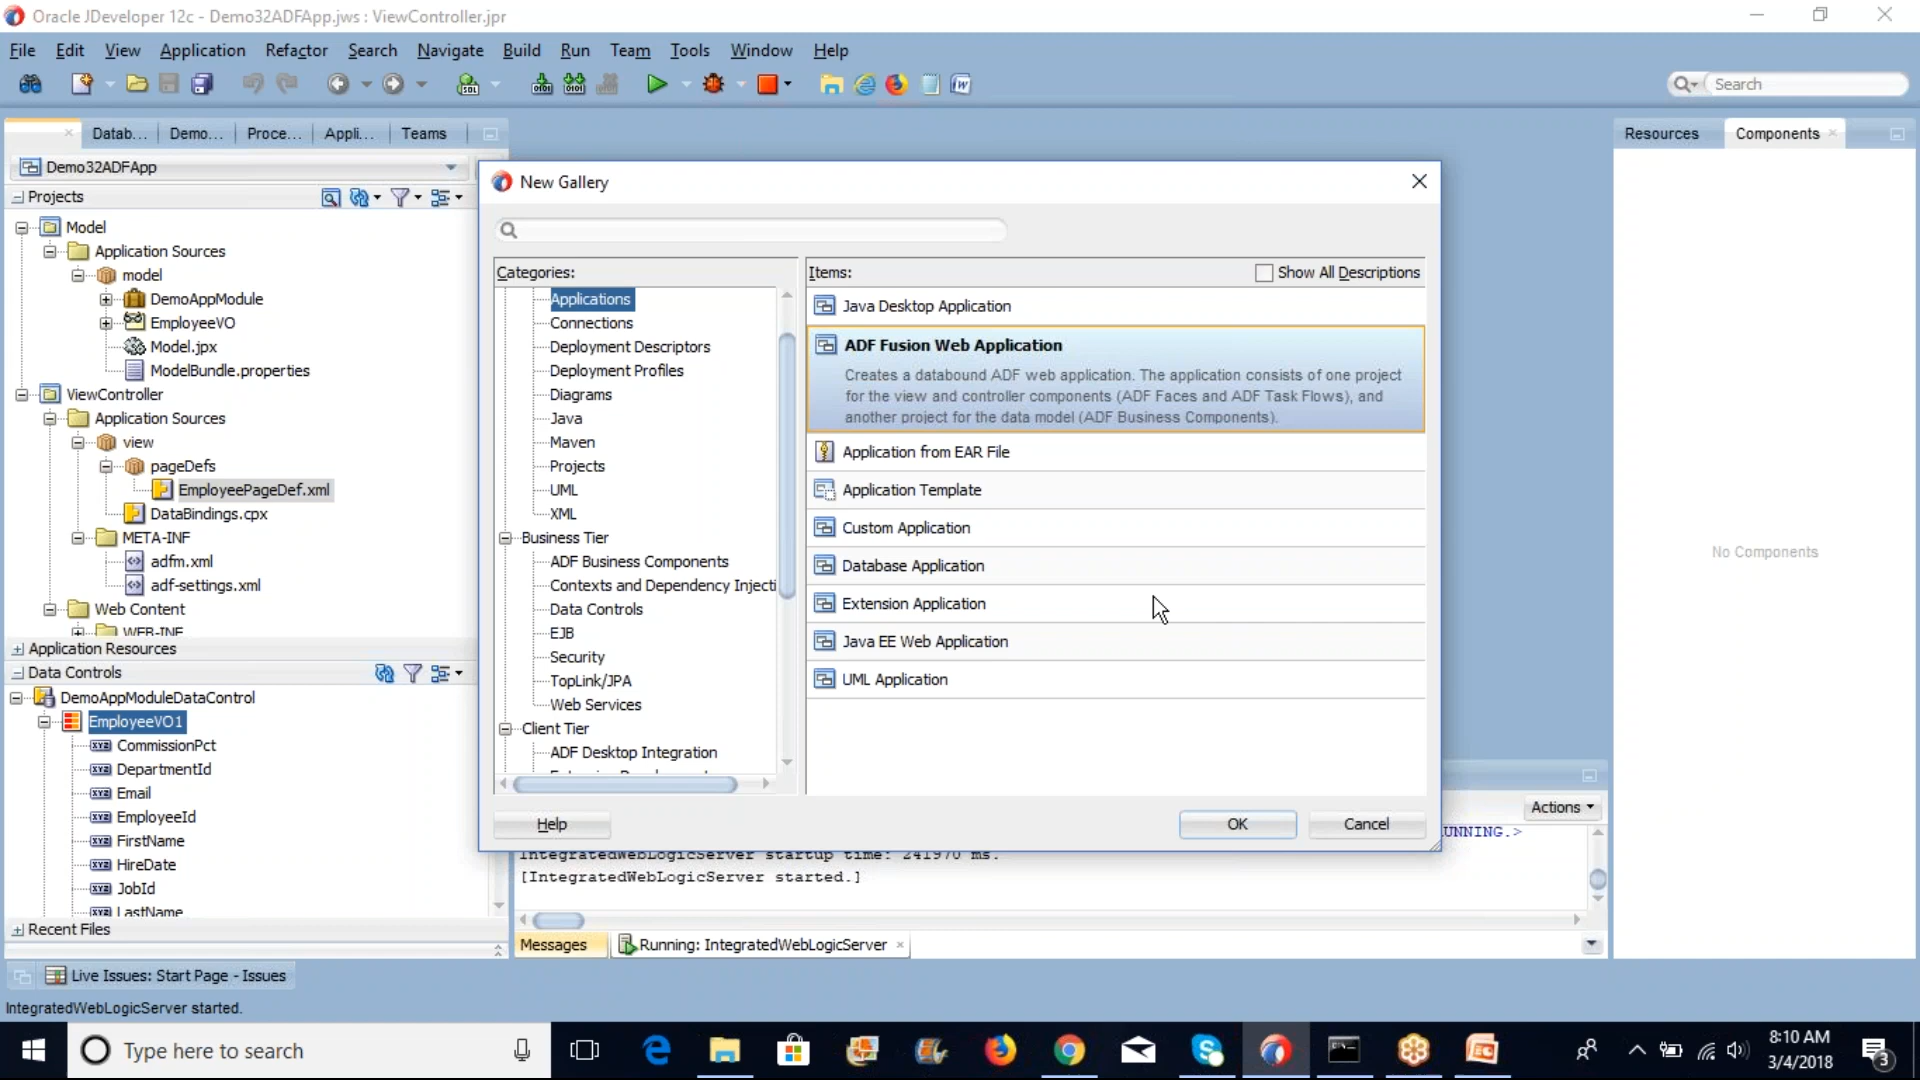 Oracle JDeveloper 12c - Demo32ADFApp.jws : ViewController.jpr
File Edit View Application Refactor Search Navigate Build Run Team Tools Window Help
Search
Datab... Demo... Proce... Appli... Teams
Resources Components
Demo32ADFApp
Projects
Model
Application Sources
model
DemoAppModule
EmployeeVO
Model.jpx
ModelBundle.properties
ViewController
Application Sources
view
pageDefs
EmployeePageDef.xml
DataBindings.cpx
META-INF
adfm.xml
adf-settings.xml
Web Content
WEB-INF
Application Resources
Data Controls
DemoAppModuleDataControl
EmployeeVO1
CommissionPct
DepartmentId
Email
EmployeeId
FirstName
HireDate
JobId
LastName
Recent Files
New Gallery
Categories:
Applications
Connections
Deployment Descriptors
Deployment Profiles
Diagrams
Java
Maven
Projects
UML
XML
Business Tier
ADF Business Components
Contexts and Dependency Injecti
Data Controls
EJB
Security
TopLink/JPA
Web Services
Client Tier
ADF Desktop Integration
Items:
Show All Descriptions
Java Desktop Application
ADF Fusion Web Application
Creates a databound ADF web application. The application consists of one project
for the view and controller components (ADF Faces and ADF Task Flows), and
another project for the data model (ADF Business Components).
Application from EAR File
Application Template
Custom Application
Database Application
Extension Application
Java EE Web Application
UML Application
Help
OK
Cancel
No Components
Actions
UNNING.>
IntegratedWebLogicServer startup time: 241970 ms.
[IntegratedWebLogicServer started.]
Messages
Running: IntegratedWebLogicServer
Live Issues: Start Page - Issues
IntegratedWebLogicServer started.
Type here to search
8:10 AM
3/4/2018
3